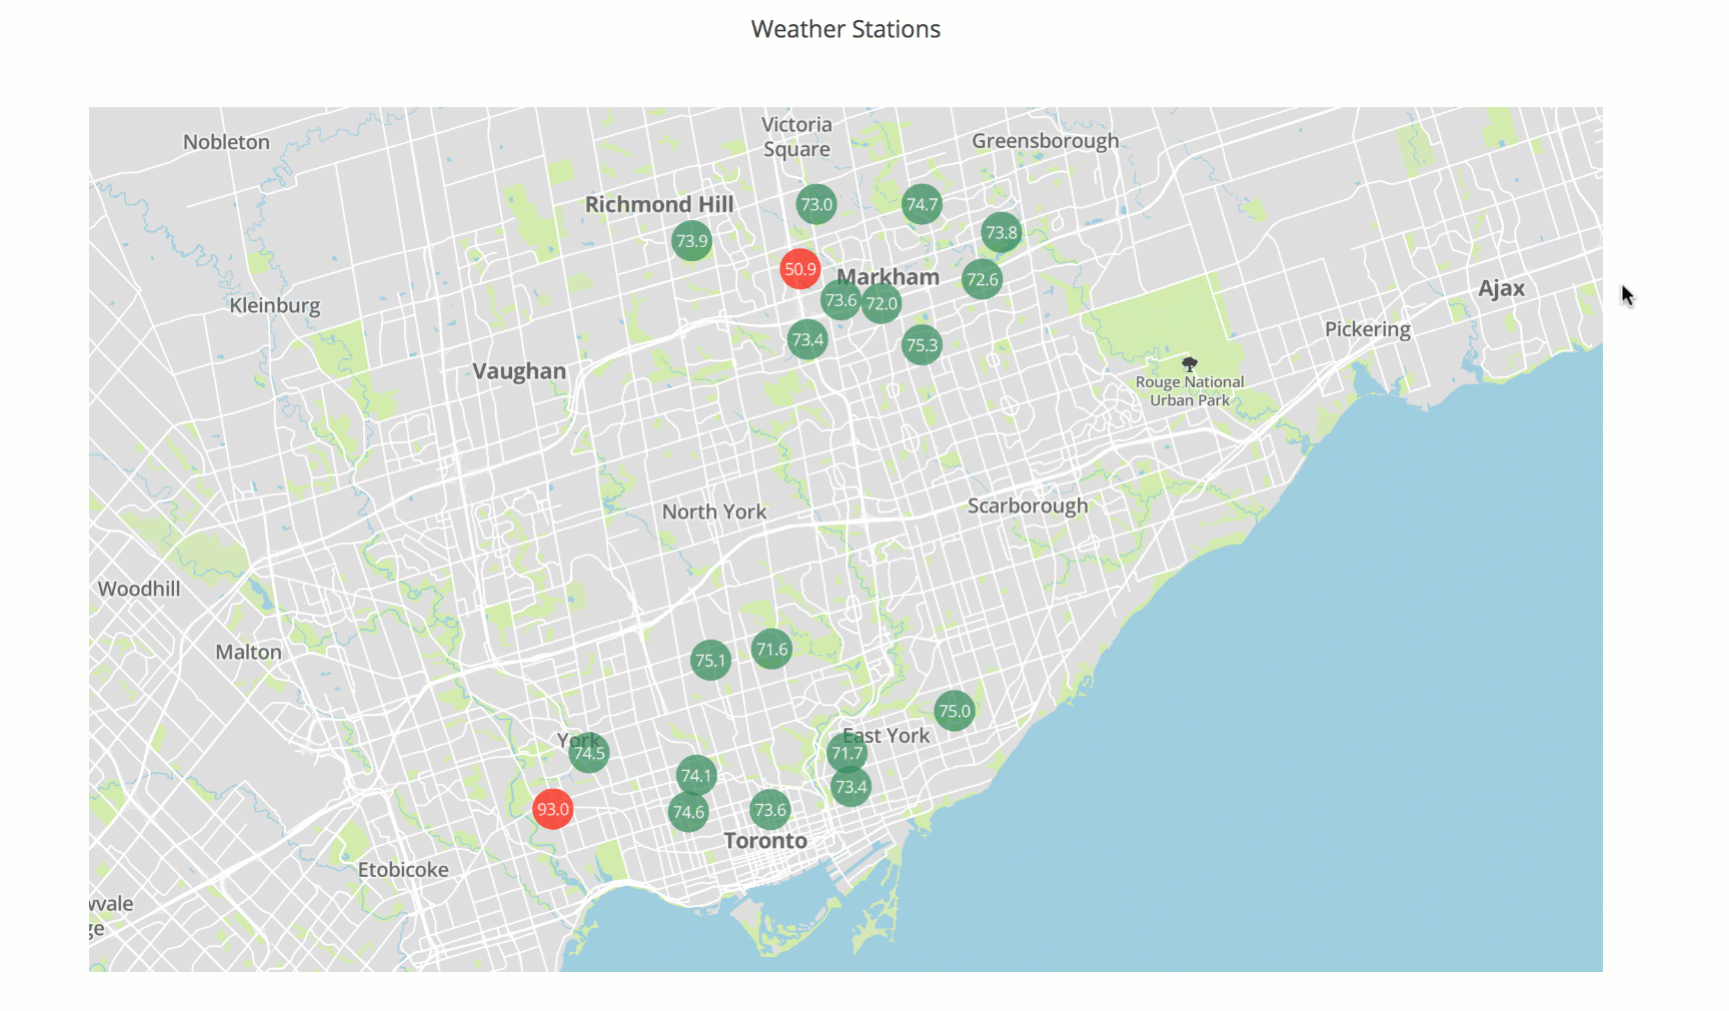 Weather Stations
Victoria
Square
Nobleton
Greensborough
Richmond Hill
73.0
74.7
73.8
73.9
50.9
Markham
72.6
Ajax
73.6
72.0
Kleinburg
Pickering
73.4
75.3
Vaughan
Rouge National
Urban Park
North York
Scarborough
Woodhill
Malton
75.1
71.6
75.0
York
East York
74.5
71.7
74.1
73.4
93.0
74.6
73.6
Toronto
Etobicoke
wvale
ge